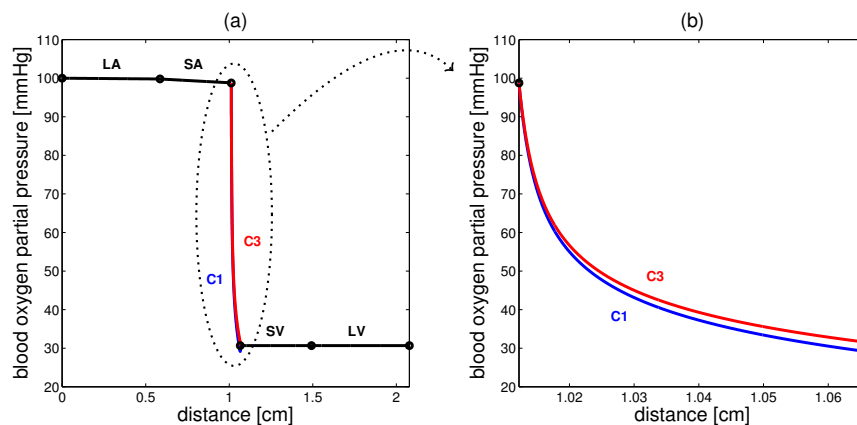 (a)
blood oxygen partial pressure [mmHg]
110
100
90
80
70
60
50
40
30
20
LA
SA
C3
C1
SV
LV
0
0.5
1
1.5
2
distance [cm]
(b)
blood oxygen partial pressure [mmHg]
110
100
90
80
70
60
50
40
30
20
C3
C1
1.02
1.03
1.04
1.05
1.06
distance [cm]